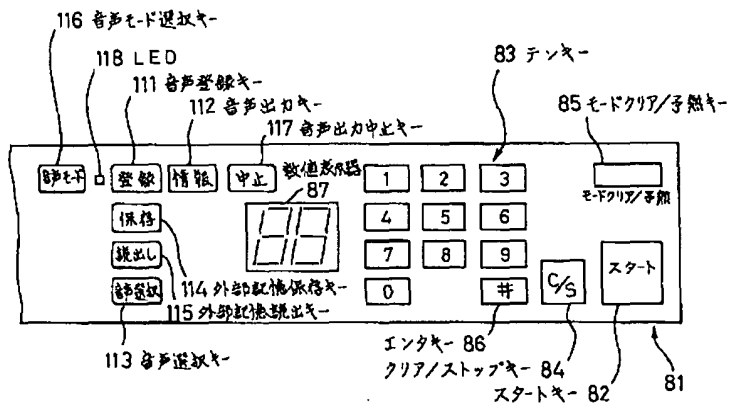 116 音声モード選択キー
118 LED
111 音声登録キー
112 音声出力キー
117 音声出力中止キー
83 テンキー
85 モードクリア/予熱キー
音声モード
登録
情報
中止
数値表示器
87
1 2 3
モードクリア/予熱
保存
4 5 6
読出し
7 8 9
スタート
音声選択
0 #
C/S
114 外部記憶保存キー
115 外部記憶読出キー
113 音声選択キー
エンタキー 86
クリア/ストップキー 84
スタートキー 82
81